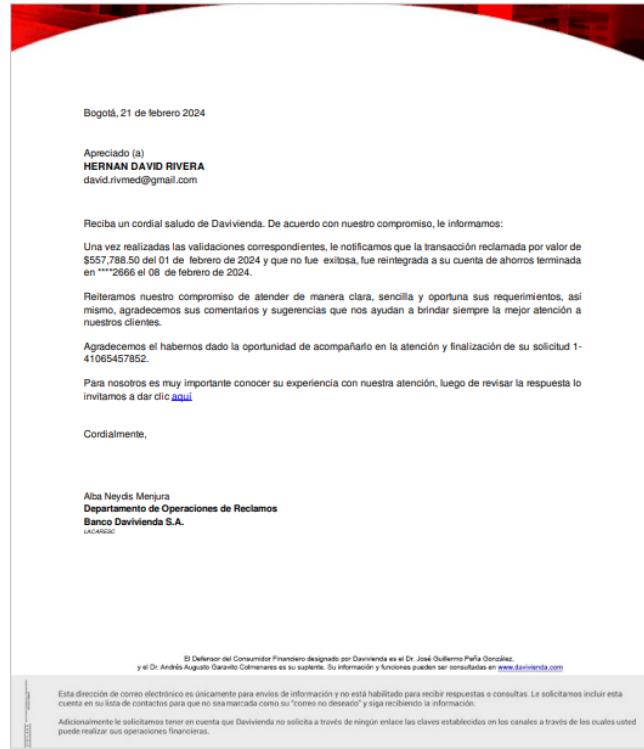 Bogotá, 21 de febrero 2024
Apreciado (a)
HERNAN DAVID RIVERA
david.rivmed@gmail.com
Reciba un cordial saludo de Davivienda. De acuerdo con nuestro compromiso, le informamos:
Una vez realizadas las validaciones correspondientes, le notificamos que la transacción reclamada por valor de
$557,788.50 del 01 de febrero de 2024 y que no fue exitosa, fue reintegrada a su cuenta de ahorros terminada
en ****2666 el 08 de febrero de 2024.
Reiteramos nuestro compromiso de atender de manera clara, sencilla y oportuna sus requerimientos, así
mismo, agradecemos sus comentarios y sugerencias que nos ayudan a brindar siempre la mejor atención a
nuestros clientes.
Agradecemos el habernos dado la oportunidad de acompañarlo en la atención y finalización de su solicitud 1-
41065457852.
Para nosotros es muy importante conocer su experiencia con nuestra atención, luego de revisar la respuesta lo
invitamos a dar clic aquí
Cordialmente,
Alba Neydis Menjura
Departamento de Operaciones de Reclamos
Banco Davivienda S.A.
LACARESC
El Defensor del Consumidor Financiero designado por Davivienda es el Dr. José Guillermo Peña González,
y el Dr. Andrés Augusto Garavito Colmenares es su suplente. Su información y funciones pueden ser consultadas en www.davivienda.com
Esta dirección de correo electrónico es únicamente para envíos de información y no está habilitado para recibir respuestas o consultas. Le solicitamos incluir esta
cuenta en su lista de contactos para que no sea marcada como su "correo no deseado" y siga recibiendo la información.
Adicionalmente le solicitamos tener en cuenta que Davivienda no solicita a través de ningún enlace las claves establecidos en los canales a través de los cuales usted
puede realizar sus operaciones financieras.